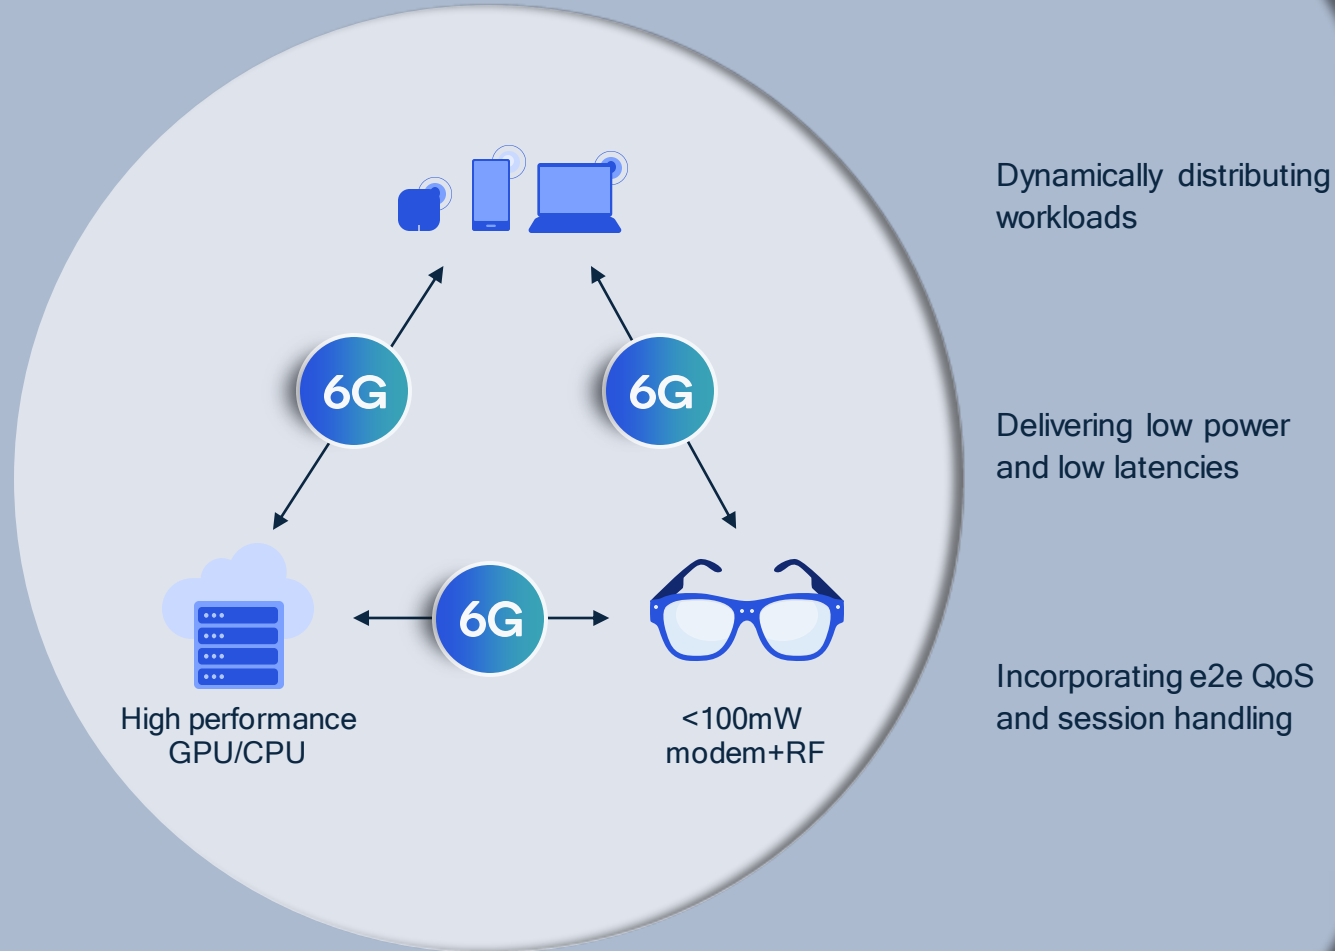 6G
6G
6G
High performance
GPU/CPU
<100mW
modem+RF
Dynamically distributing
workloads
Delivering low power
and low latencies
Incorporating e2e QoS
and session handling